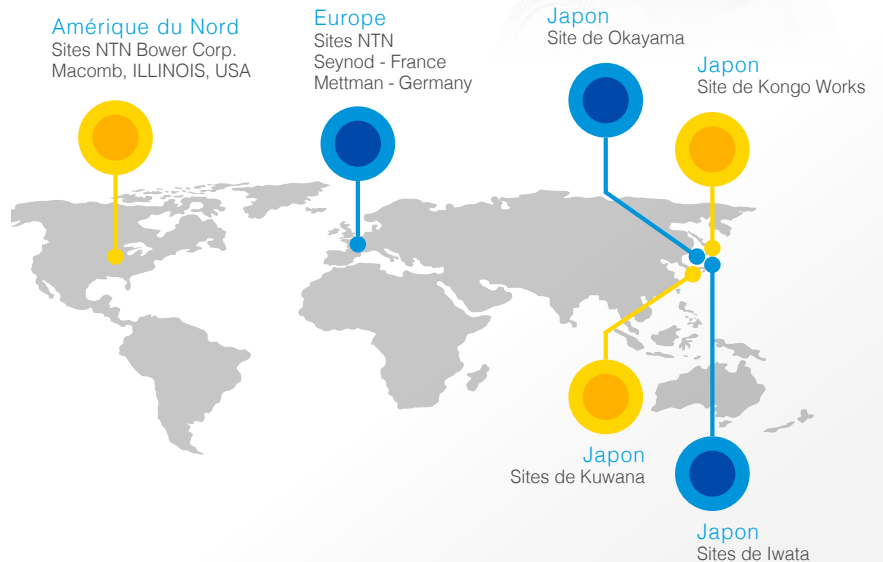 Amérique du Nord
Sites NTN Bower Corp.
Macomb, ILLINOIS, USA
Europe
Sites NTN
Seynod - France
Mettman - Germany
Japon
Site de Okayama
Japon
Site de Kongo Works
Japon
Sites de Kuwana
Japon
Sites de Iwata